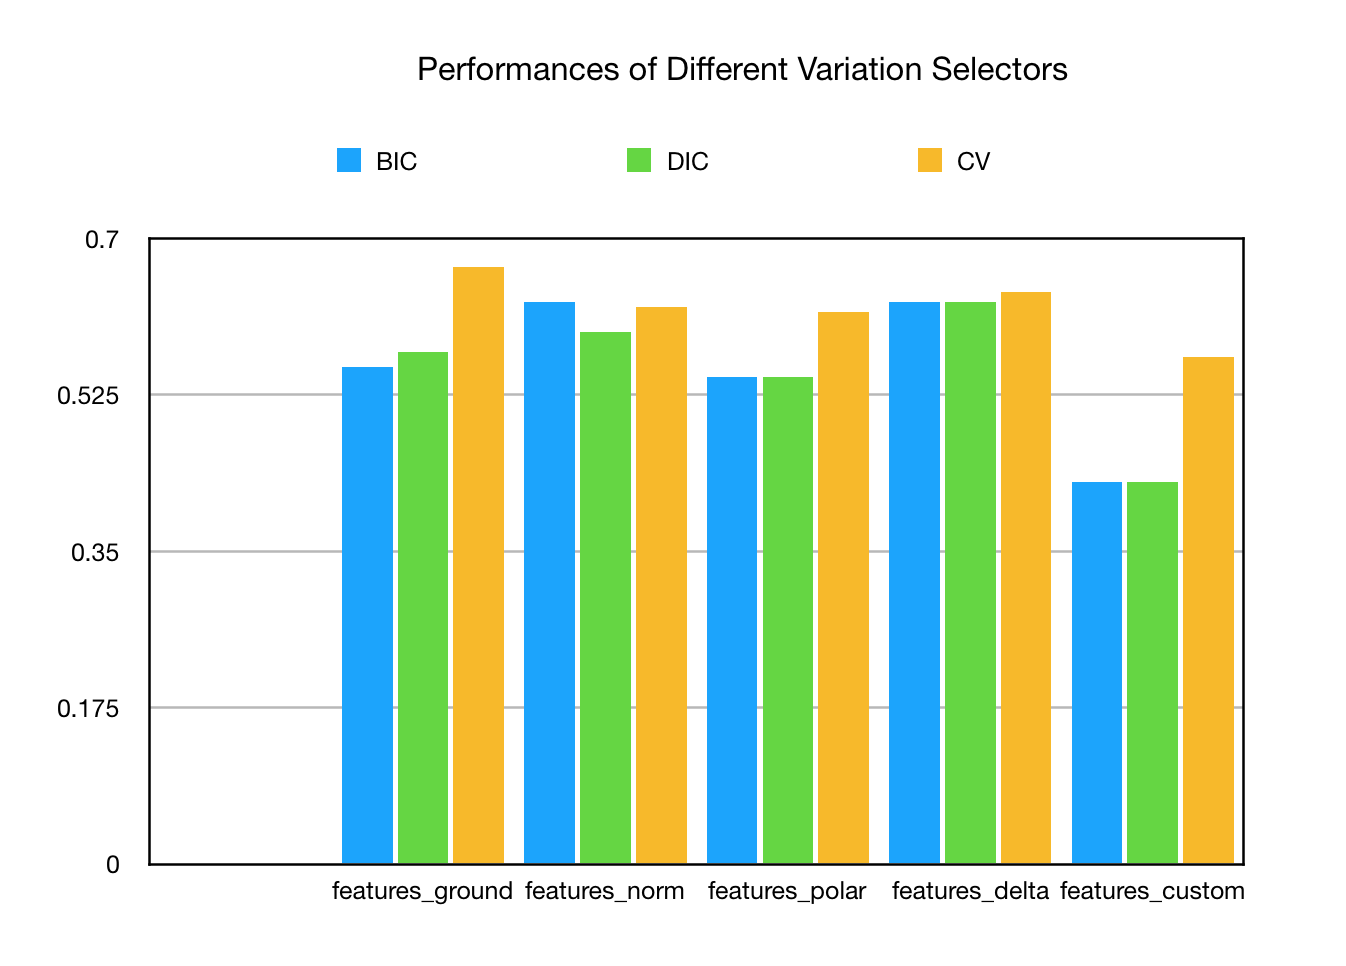 Performances of Different Variation Selectors
BIC DIC CV
0.7
0.525
0.35
0.175
0
features_ground features_norm features_polar features_delta features_custom